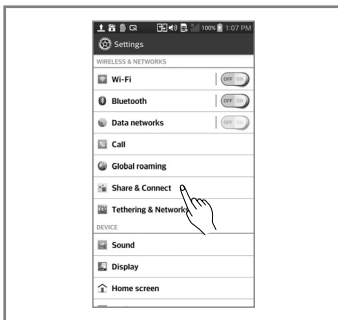 100% 1:07 PM
Settings
WIRELESS & NETWORKS
Wi-Fi OFF ON
Bluetooth OFF ON
Data networks OFF ON
Call
Global roaming
Share & Connect
Tethering & Networks
DEVICE
Sound
Display
Home screen